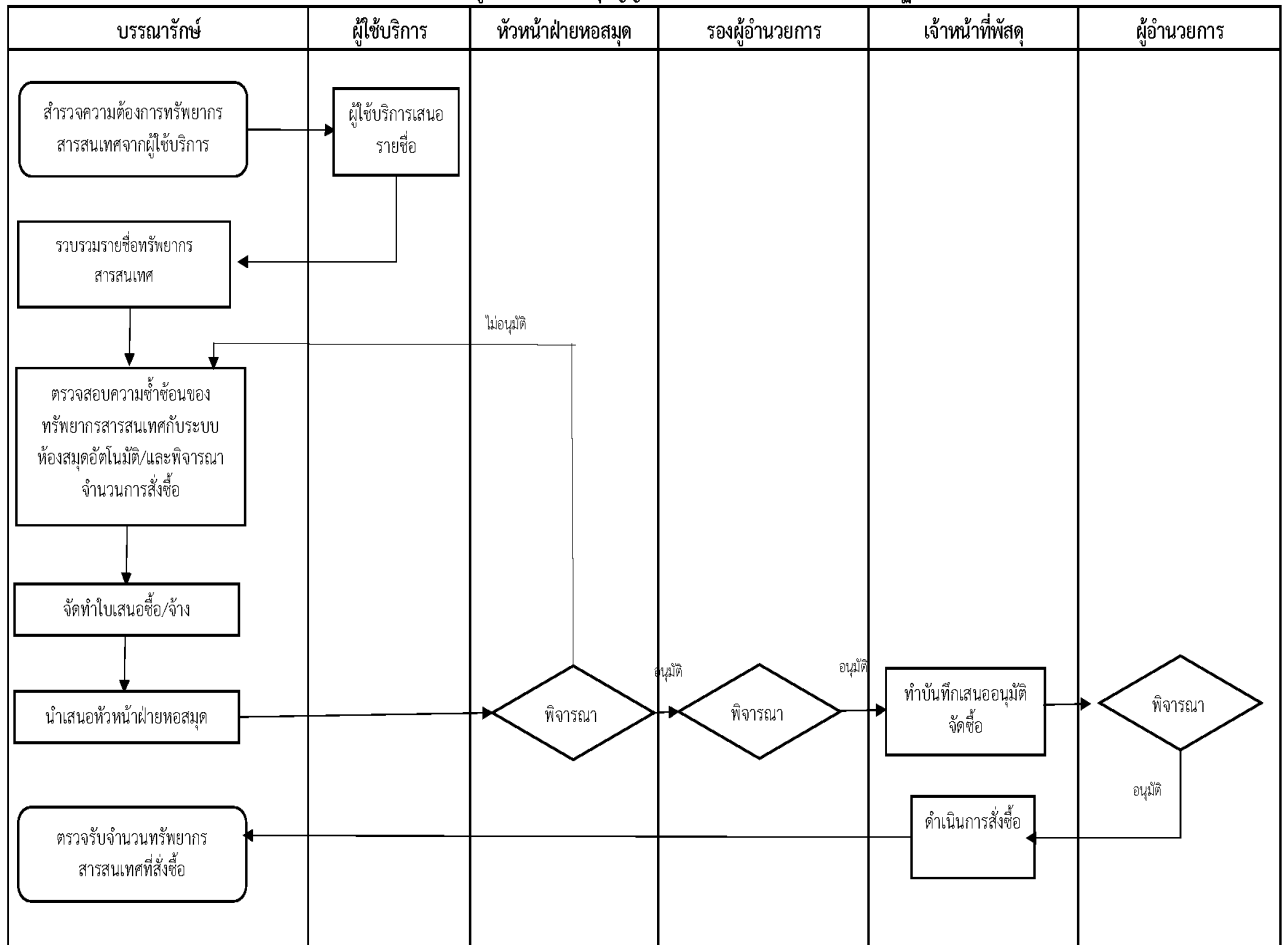 บรรณารักษ์
ผู้ใช้บริการ
หัวหน้าฝ่ายหอสมุด
รองผู้อำนวยการ
เจ้าหน้าที่พัสดุ
ผู้อำนวยการ
สำรวจความต้องการทรัพยากร
สารสนเทศจากผู้ใช้บริการ
ผู้ใช้บริการเสนอ
รายชื่อ
รวบรวมรายชื่อทรัพยากร
สารสนเทศ
ไม่อนุมัติ
ตรวจสอบความซ้ำซ้อนของ
ทรัพยากรสารสนเทศกับระบบ
ห้องสมุดอัตโนมัติ/และพิจารณา
จำนวนการสั่งซื้อ
จัดทำใบเสนอซื้อ/จ้าง
นำเสนอหัวหน้าฝ่ายหอสมุด
พิจารณา
อนุมัติ
พิจารณา
อนุมัติ
ทำบันทึกเสนออนุมัติ
จัดซื้อ
พิจารณา
อนุมัติ
ดำเนินการสั่งซื้อ
ตรวจรับจำนวนทรัพยากร
สารสนเทศที่สั่งซื้อ